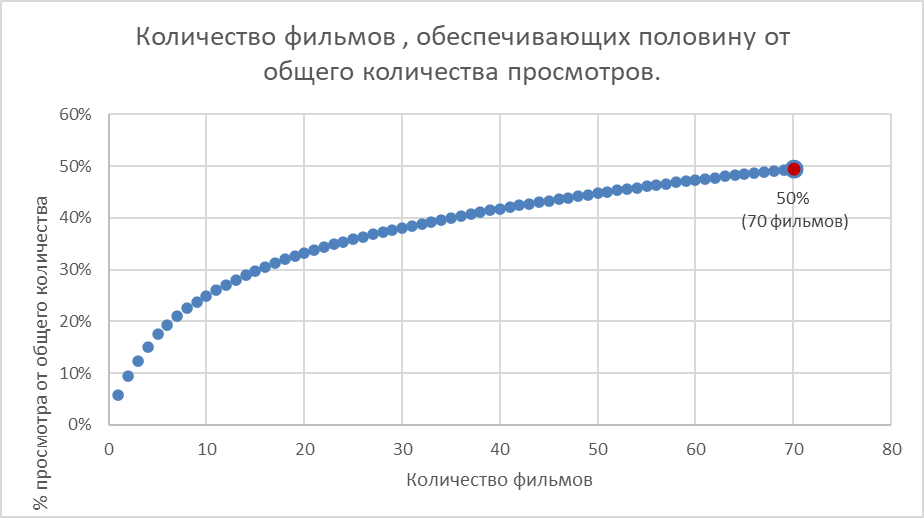 Количество фильмов , обеспечивающих половину от
общего количества просмотров.
% просмотра от общего количества
60%
50%
40%
30%
20%
10%
0%
50%
(70 фильмов)
0 10 20 30 40 50 60 70 80
Количество фильмов